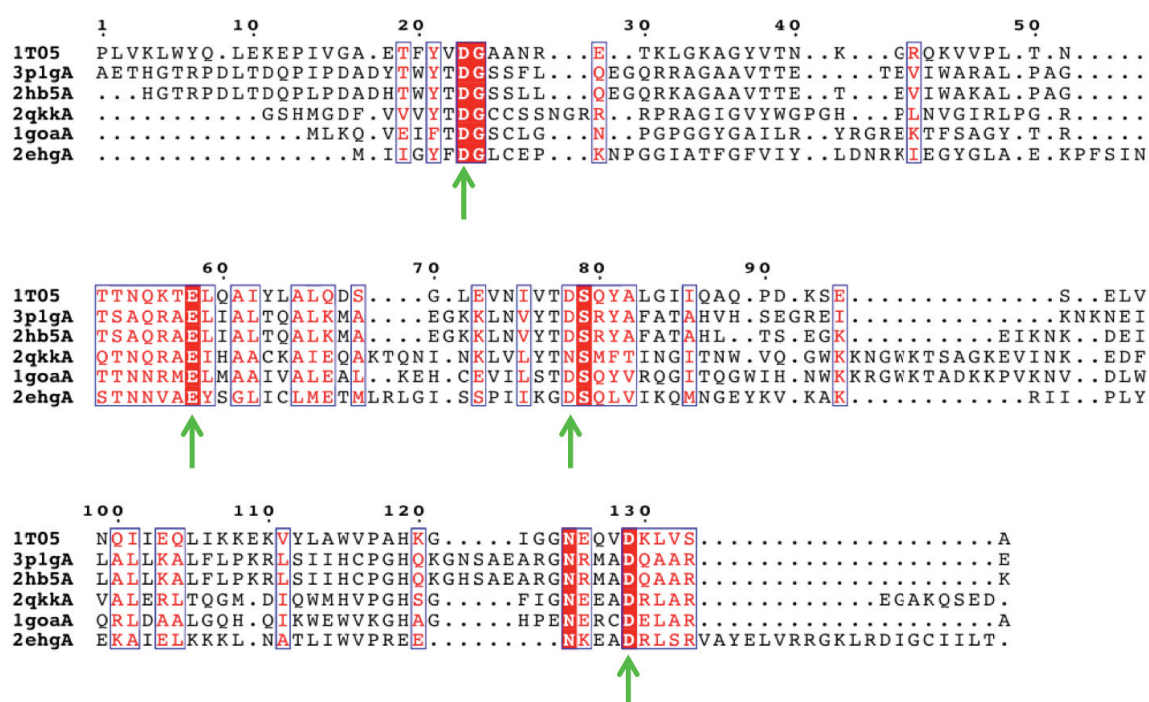 1 10 20 30 40 50
1T05 PLVKLWYQ.LEKEPIVGA.ETFYVDGAANR...E..TKLGKAGYVTN..K...GRQKVVPL.T.N.....
3p1gA AETHGTRPDLTDQPIPDADYTWYTDGSSFL...QEGQRRAGAAVTTE.....TEVIWARAL.PAG.....
2hb5A ...HGTRPDLTDQPLPDADHTWYTDGSSLL...QEGQRKAGAAVTTE..T...EVIWAKAL.PAG.....
2qkkA ...........GSHMGDF.VVVYTDGCCSSNGRR..RPRAGIGVYWGPGH...PLNVGIRLPG.R.....
1goaA ..............MLKQ.VEIFTDGSCLG...N..PGPGGYGAILR..YRGREKTFSAGY.T.R.....
2ehgA .................M.IIGYFDGLCEP...KNPGGIATFGFVIY..LDNRKIEGYGLA.E.KPFSIN
60 70 80 90
1T05 TTNQKTELQAIYLALQDS....G.LEVNIVTDSQYALGIIQAQ.PD.KSE..............S..ELV
3p1gA TSAQRAELIALTQALKMA....EGKKLNVYTDSRYAFATAHVH.SEGREI..............KNKNEI
2hb5A TSAQRAELIALTQALKMA....EGKKLNVYTDSRYAFATAHL..TS.EGK..........EIKNK..DEI
2qkkA QTNQRAEIHAACKAIEQAKTQNI.NKLVLYTNSMFTINGITNW.VQ.GWKKNGWKTSAGKEVINK..EDF
1goaA TTNNRMELMAAIVALEAL..KEH.CEVILSTDSQYVRQGITQGWIH.NWKKRGWKTADKKPVKNV..DLW
2ehgA STNNVAEYSGLICLMETMLRLGI.SSPIIKGDSQLVIKQMNGEYKV.KAK............RII..PLY
100 110 120 130
1T05 NQIIEQLIKKEKVYLAWVPAHKG.....IGGNEQVDKLVS....................A
3p1gA LALLKALFLPKRLSIIHCPGHQKGNSAEARGNRMADQAAR....................E
2hb5A LALLKALFLPKRLSIIHCPGHQKGHSAEARGNRMADQAAR....................K
2qkkA VALERLTQGM.DIQWMHVPGHSG.....FIGNEEADRLAR............EGAKQSED.
1goaA QRLDAALGQH.QIKWEWVKGHAG.....HPENERCDELAR....................A
2ehgA EKAIELKKKL.NATLIWVPREE.........NKEADRLSRVAYELVRRGKLRDIGCIILT.